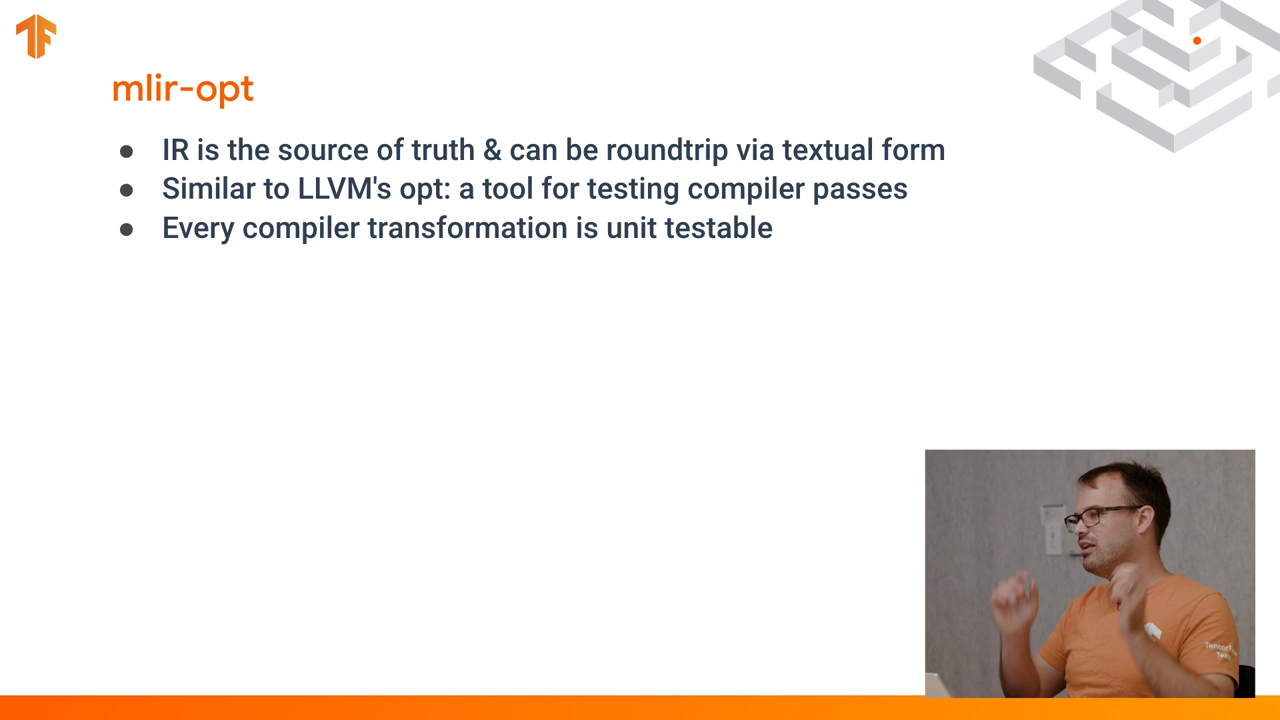 mlir-opt
● IR is the source of truth & can be roundtrip via textual form
● Similar to LLVM's opt: a tool for testing compiler passes
● Every compiler transformation is unit testable